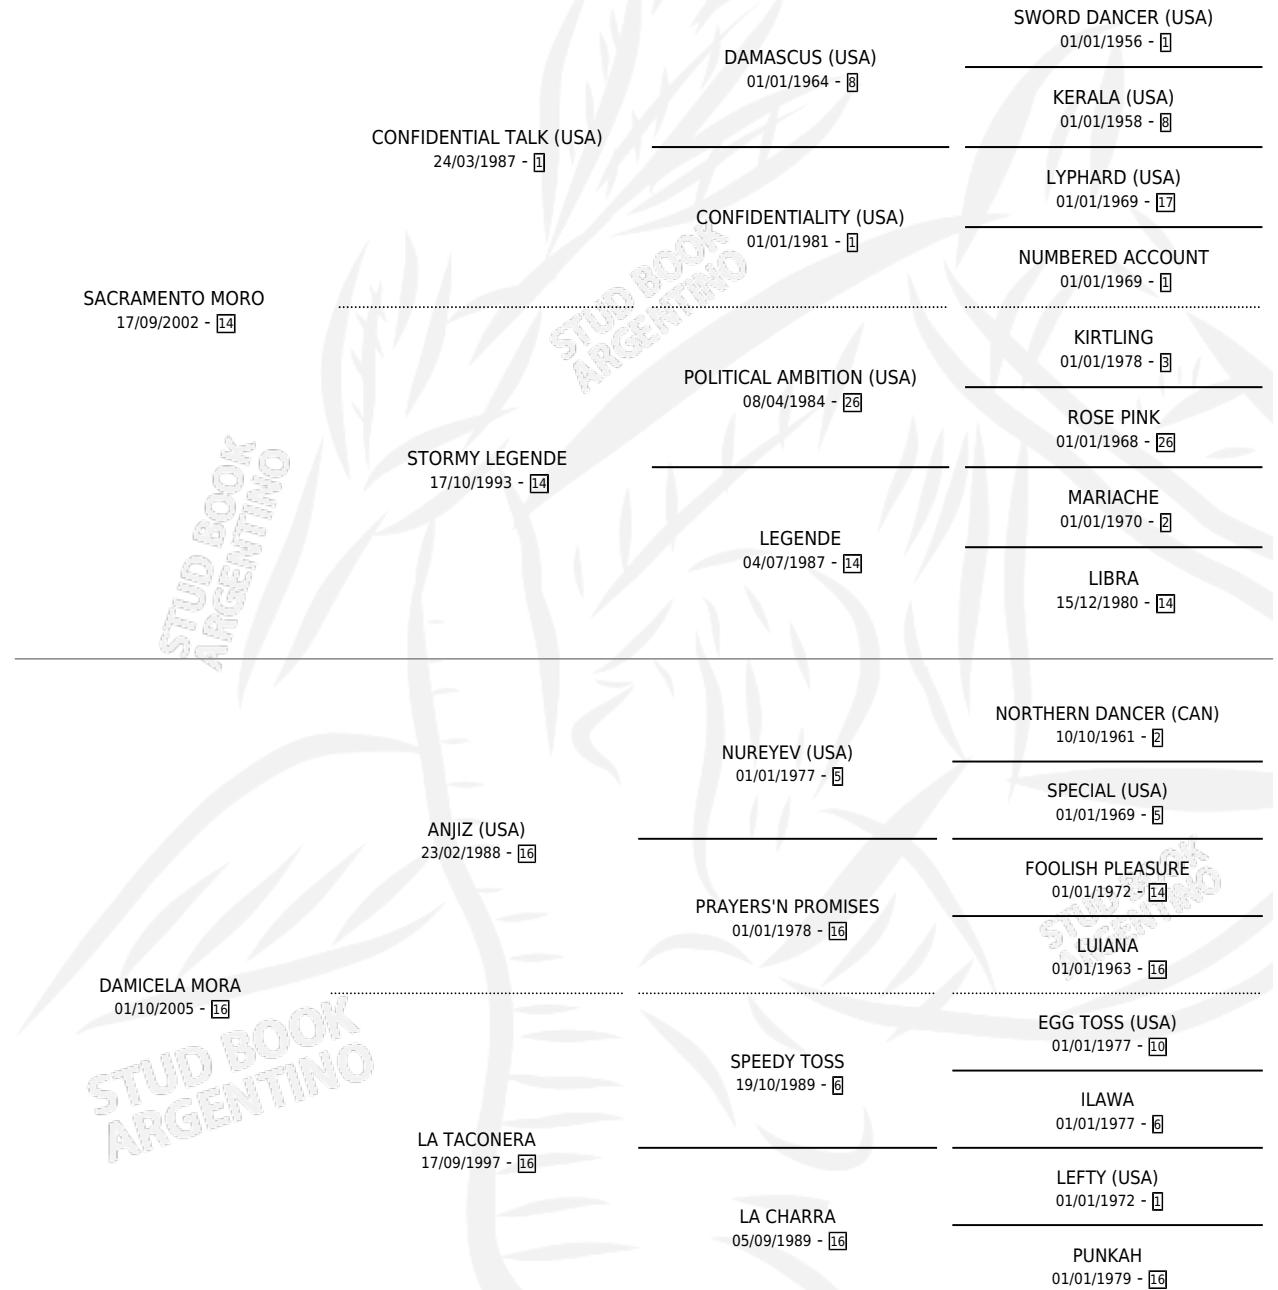 SWORD DANCER (USA)
01/01/1956 - 1
DAMASCUS (USA)
01/01/1964 - 8
KERALA (USA)
01/01/1958 - 8
CONFIDENTIAL TALK (USA)
24/03/1987 - 1
LYPHARD (USA)
01/01/1969 - 17
CONFIDENTIALITY (USA)
01/01/1981 - 1
NUMBERED ACCOUNT
01/01/1969 - 1
SACRAMENTO MORO
17/09/2002 - 14
STUD BOOK
ARGENTINO
KIRTLING
01/01/1978 - 3
POLITICAL AMBITION (USA)
08/04/1984 - 26
ROSE PINK
01/01/1968 - 26
STORMY LEGENDE
17/10/1993 - 14
MARIACHE
01/01/1970 - 2
LEGENDE
04/07/1987 - 14
LIBRA
15/12/1980 - 14
STUD BOOK
ARGENTINO
NORTHERN DANCER (CAN)
10/10/1961 - 2
NUREYEV (USA)
01/01/1977 - 5
SPECIAL (USA)
01/01/1969 - 5
ANJIZ (USA)
23/02/1988 - 16
FOOLISH PLEASURE
01/01/1972 - 14
PRAYERS'N PROMISES
01/01/1978 - 16
STUD BOOK
ARGENTINO
LUIANA
01/01/1963 - 16
DAMICELA MORA
01/10/2005 - 16
STUD BOOK
ARGENTINO
EGG TOSS (USA)
01/01/1977 - 10
SPEEDY TOSS
19/10/1989 - 6
ILAWA
01/01/1977 - 6
LA TACONERA
17/09/1997 - 16
LEFTY (USA)
01/01/1972 - 1
LA CHARRA
05/09/1989 - 16
PUNKAH
01/01/1979 - 16